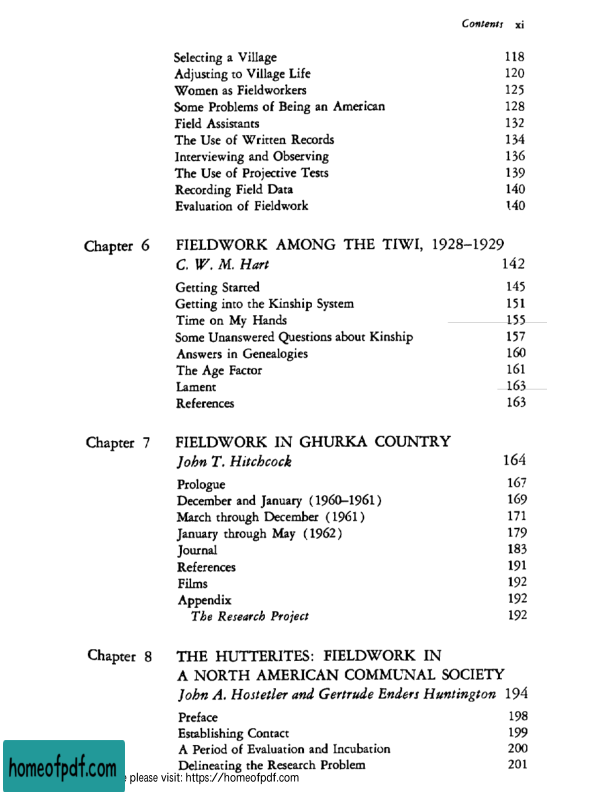 Contents xi
Selecting a Village 118
Adjusting to Village Life 120
Women as Fieldworkers 125
Some Problems of Being an American 128
Field Assistants 132
The Use of Written Records 134
Interviewing and Observing 136
The Use of Projective Tests 139
Recording Field Data 140
Evaluation of Fieldwork 140
Chapter 6 FIELDWORK AMONG THE TIWI, 1928–1929
C. W. M. Hart 142
Getting Started 145
Getting into the Kinship System 151
Time on My Hands 155
Some Unanswered Questions about Kinship 157
Answers in Genealogies 160
The Age Factor 161
Lament 163
References 163
Chapter 7 FIELDWORK IN GHURKA COUNTRY
John T. Hitchcock 164
Prologue 167
December and January (1960–1961) 169
March through December (1961) 171
January through May (1962) 179
Journal 183
References 191
Films 192
Appendix 192
The Research Project 192
Chapter 8 THE HUTTERITES: FIELDWORK IN
A NORTH AMERICAN COMMUNAL SOCIETY
John A. Hostetler and Gertrude Enders Huntington 194
Preface 198
Establishing Contact 199
A Period of Evaluation and Incubation 200
Delineating the Research Problem 201
homeofpdf.com
please visit: https://homeofpdf.com